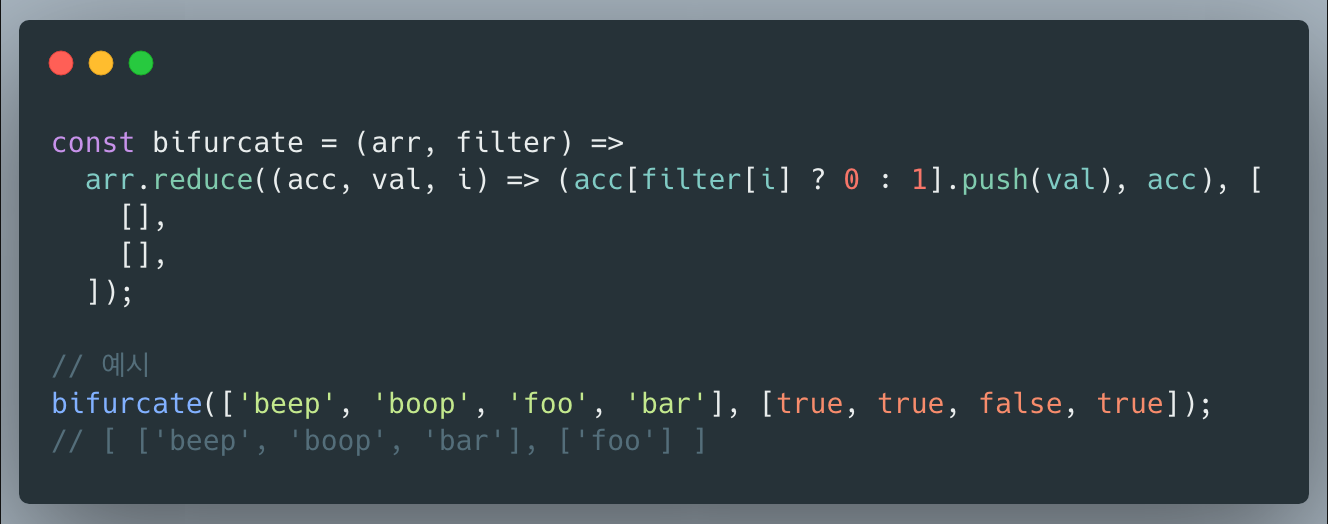 const bifurcate = (arr, filter) =>
  arr.reduce((acc, val, i) => (acc[filter[i] ? 0 : 1].push(val), acc), [
    [],
    [],
  ]);

// 예시
bifurcate(['beep', 'boop', 'foo', 'bar'], [true, true, false, true]);
// [ ['beep', 'boop', 'bar'], ['foo'] ]